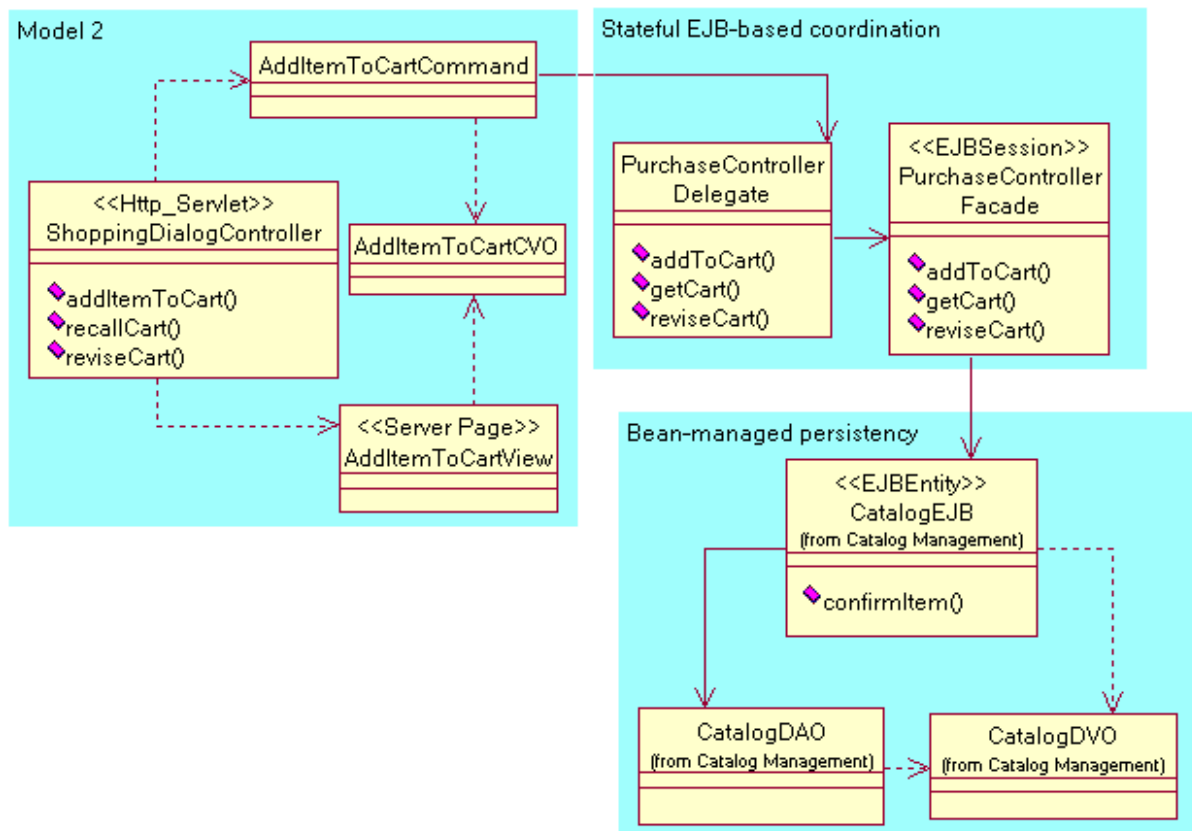 Model 2
AddItemToCartCommand
<<Http_Servlet>>
ShoppingDialogController
addItemToCart()
recallCart()
reviseCart()
AddItemToCartCVO
<<Server Page>>
AddItemToCartView
Stateful EJB-based coordination
PurchaseController
Delegate
addToCart()
getCart()
reviseCart()
<<EJBSession>>
PurchaseController
Facade
addToCart()
getCart()
reviseCart()
Bean-managed persistency
<<EJBEntity>>
CatalogEJB
(from Catalog Management)
confirmItem()
CatalogDAO
(from Catalog Management)
CatalogDVO
(from Catalog Management)